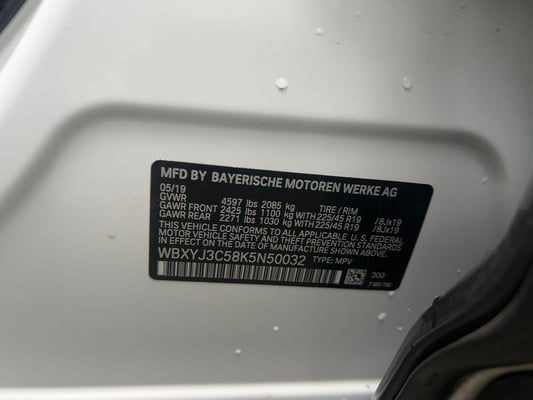 MFD BY BAYERISCHE MOTOREN WERKE AG
05/19
GVWR 4597 lbs 2085 kg TIRE / RIM
GAWR FRONT 2425 lbs 1100 kg WITH 225/45 R19 /8Jx19
GAWR REAR 2271 lbs 1030 kg WITH 225/45 R19 /8Jx19
THIS VEHICLE CONFORMS TO ALL APPLICABLE U.S. FEDERAL
MOTOR VEHICLE SAFETY, BUMPER, AND THEFT PREVENTION STANDARDS
IN EFFECT ON THE DATE OF MANUFACTURE SHOWN ABOVE.
WBXYJ3C58K5N50032 TYPE: MPV
300